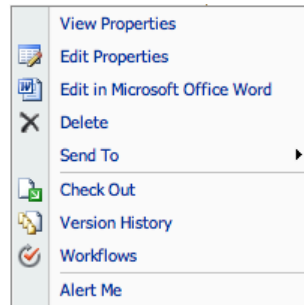 View Properties
Edit Properties
Edit in Microsoft Office Word
Delete
Send To
Check Out
Version History
Workflows
Alert Me